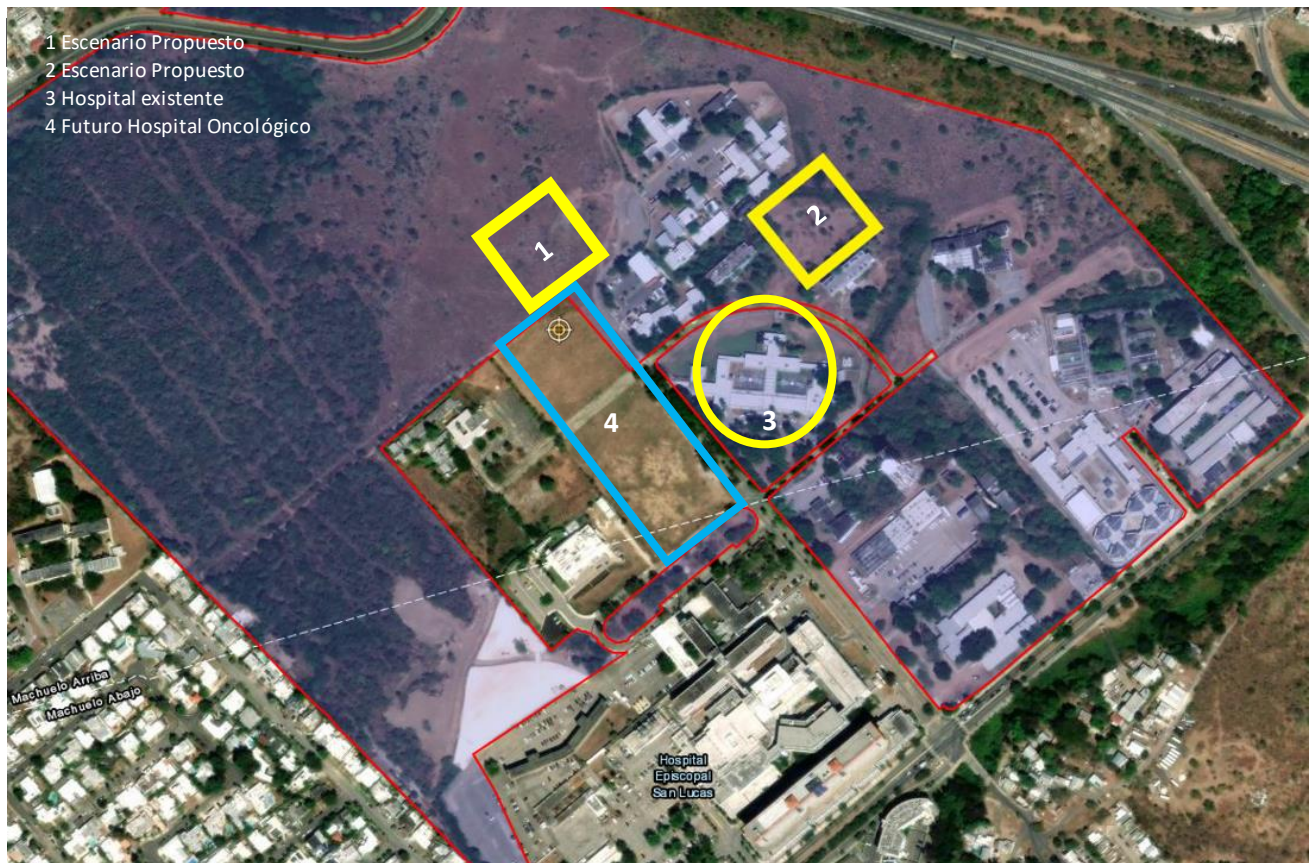 1 Escenario Propuesto
2 Escenario Propuesto
3 Hospital existente
4 Futuro Hospital Oncológico
1
2
3
4
Machuelo Arriba
Machuelo Abajo
Hospital
Episcopal
San Lucas